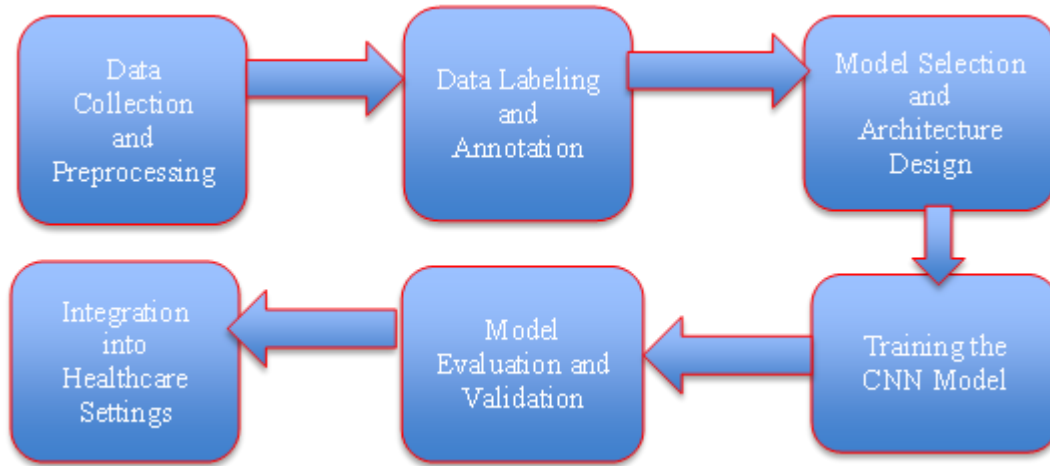 Data
Collection
and
Preprocessing
Data Labeling
and
Annotation
Model Selection
and
Architecture
Design
Training the
CNN Model
Model
Evaluation and
Validation
Integration
into
Healthcare
Settings